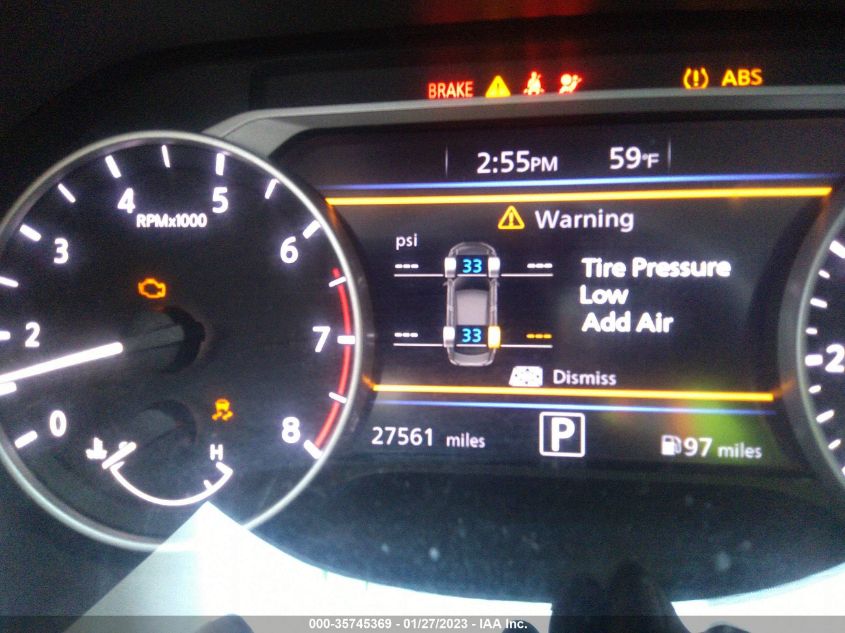 BRAKE ABS
2:55PM 59°F
Warning
psi
--- 33 ---
--- 33 ---
Tire Pressure
Low
Add Air
Dismiss
27561 miles P 97 miles
0 2 3 4 5 6 7 8
RPMx1000
H
2
000-35745369 - 01/27/2023 - IAA Inc.